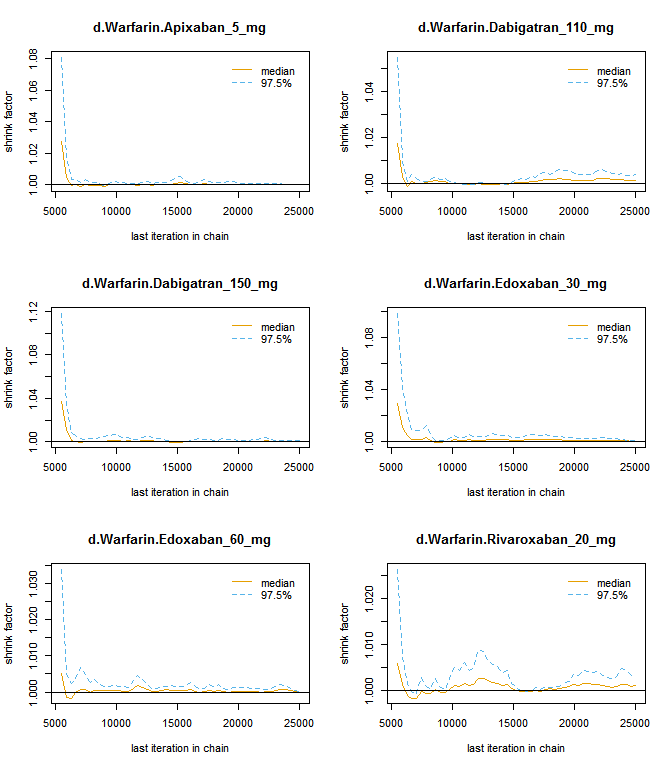 d.Warfarin.Apixaban_5_mg
shrink factor
1.00 1.02 1.04 1.06 1.08
median
97.5%
5000 10000 15000 20000 25000
last iteration in chain
d.Warfarin.Dabigatran_110_mg
shrink factor
1.00 1.02 1.04
median
97.5%
5000 10000 15000 20000 25000
last iteration in chain
d.Warfarin.Dabigatran_150_mg
shrink factor
1.00 1.04 1.08 1.12
median
97.5%
5000 10000 15000 20000 25000
last iteration in chain
d.Warfarin.Edoxaban_30_mg
shrink factor
1.00 1.04 1.08
median
97.5%
5000 10000 15000 20000 25000
last iteration in chain
d.Warfarin.Edoxaban_60_mg
shrink factor
1.000 1.010 1.020 1.030
median
97.5%
5000 10000 15000 20000 25000
last iteration in chain
d.Warfarin.Rivaroxaban_20_mg
shrink factor
1.000 1.010 1.020
median
97.5%
5000 10000 15000 20000 25000
last iteration in chain